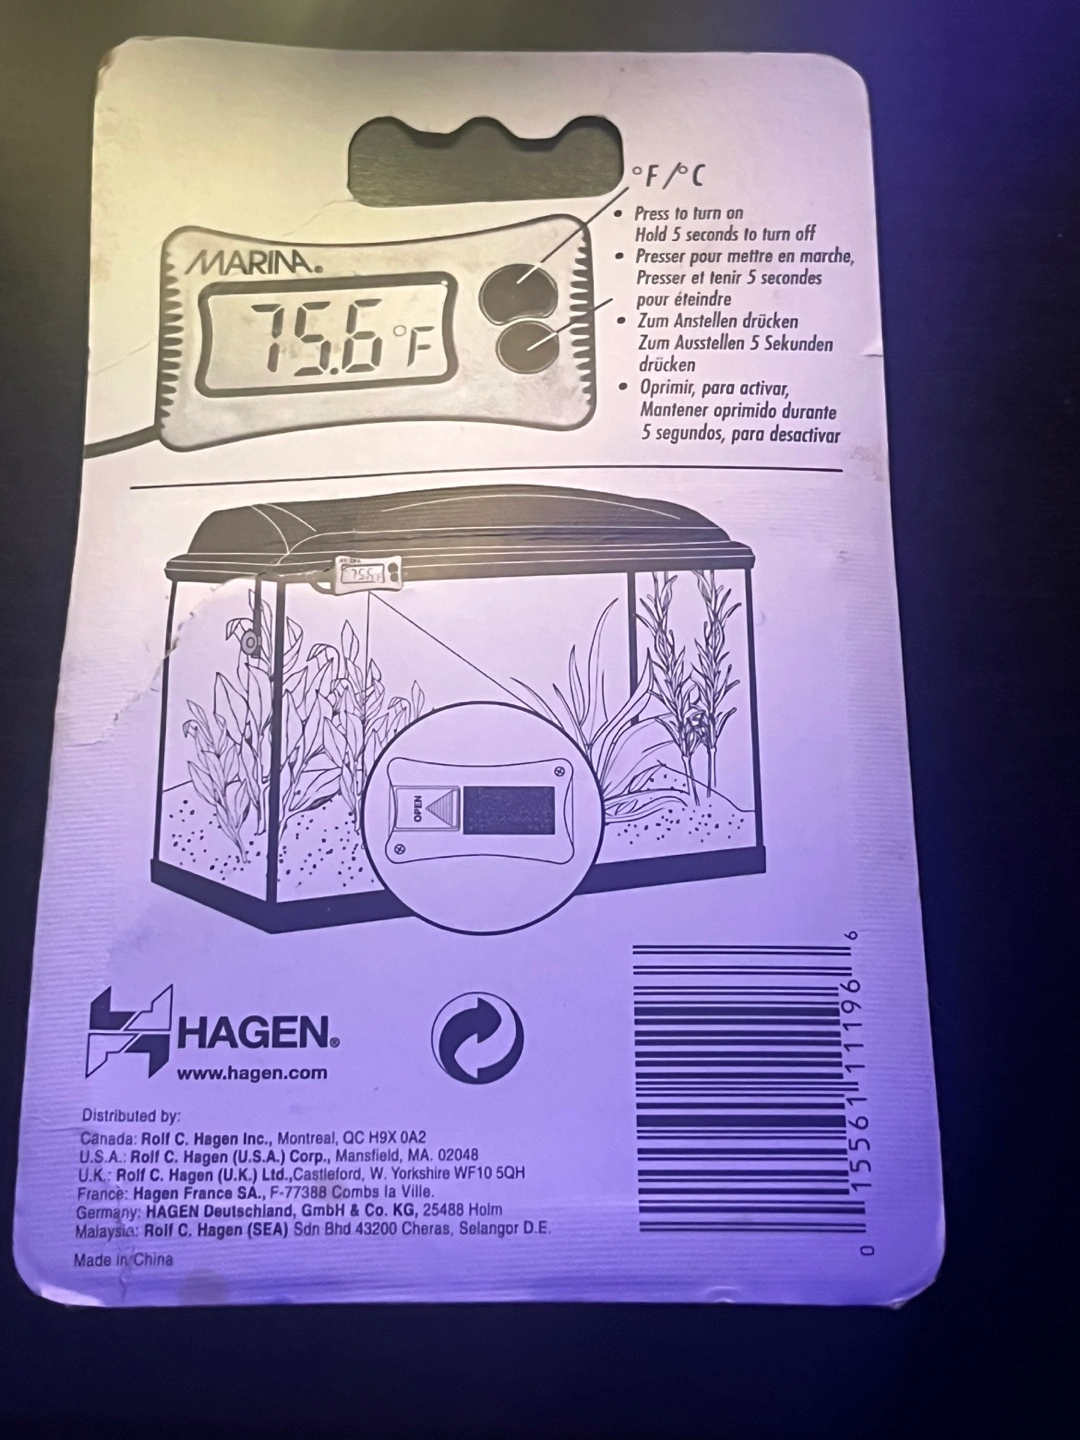 °F/°C
MARINA®
75.6°F
• Press to turn on
Hold 5 seconds to turn off
• Presser pour mettre en marche,
Presser et tenir 5 secondes
pour éteindre
• Zum Anstellen drücken
Zum Ausstellen 5 Sekunden
drücken
• Oprimir, para activar,
Mantener oprimido durante
5 segundos, para desactivar
OPEN
HAGEN®
www.hagen.com
Distributed by:
Canada: Rolf C. Hagen Inc., Montreal, QC H9X 0A2
U.S.A.: Rolf C. Hagen (U.S.A.) Corp., Mansfield, MA. 02048
U.K.: Rolf C. Hagen (U.K.) Ltd.,Castleford, W. Yorkshire WF10 5QH
France: Hagen France SA., F-77388 Combs la Ville.
Germany: HAGEN Deutschland, GmbH & Co. KG, 25488 Holm
Malaysia: Rolf C. Hagen (SEA) Sdn Bhd 43200 Cheras, Selangor D.E.
Made in China
0 15561 11196 6